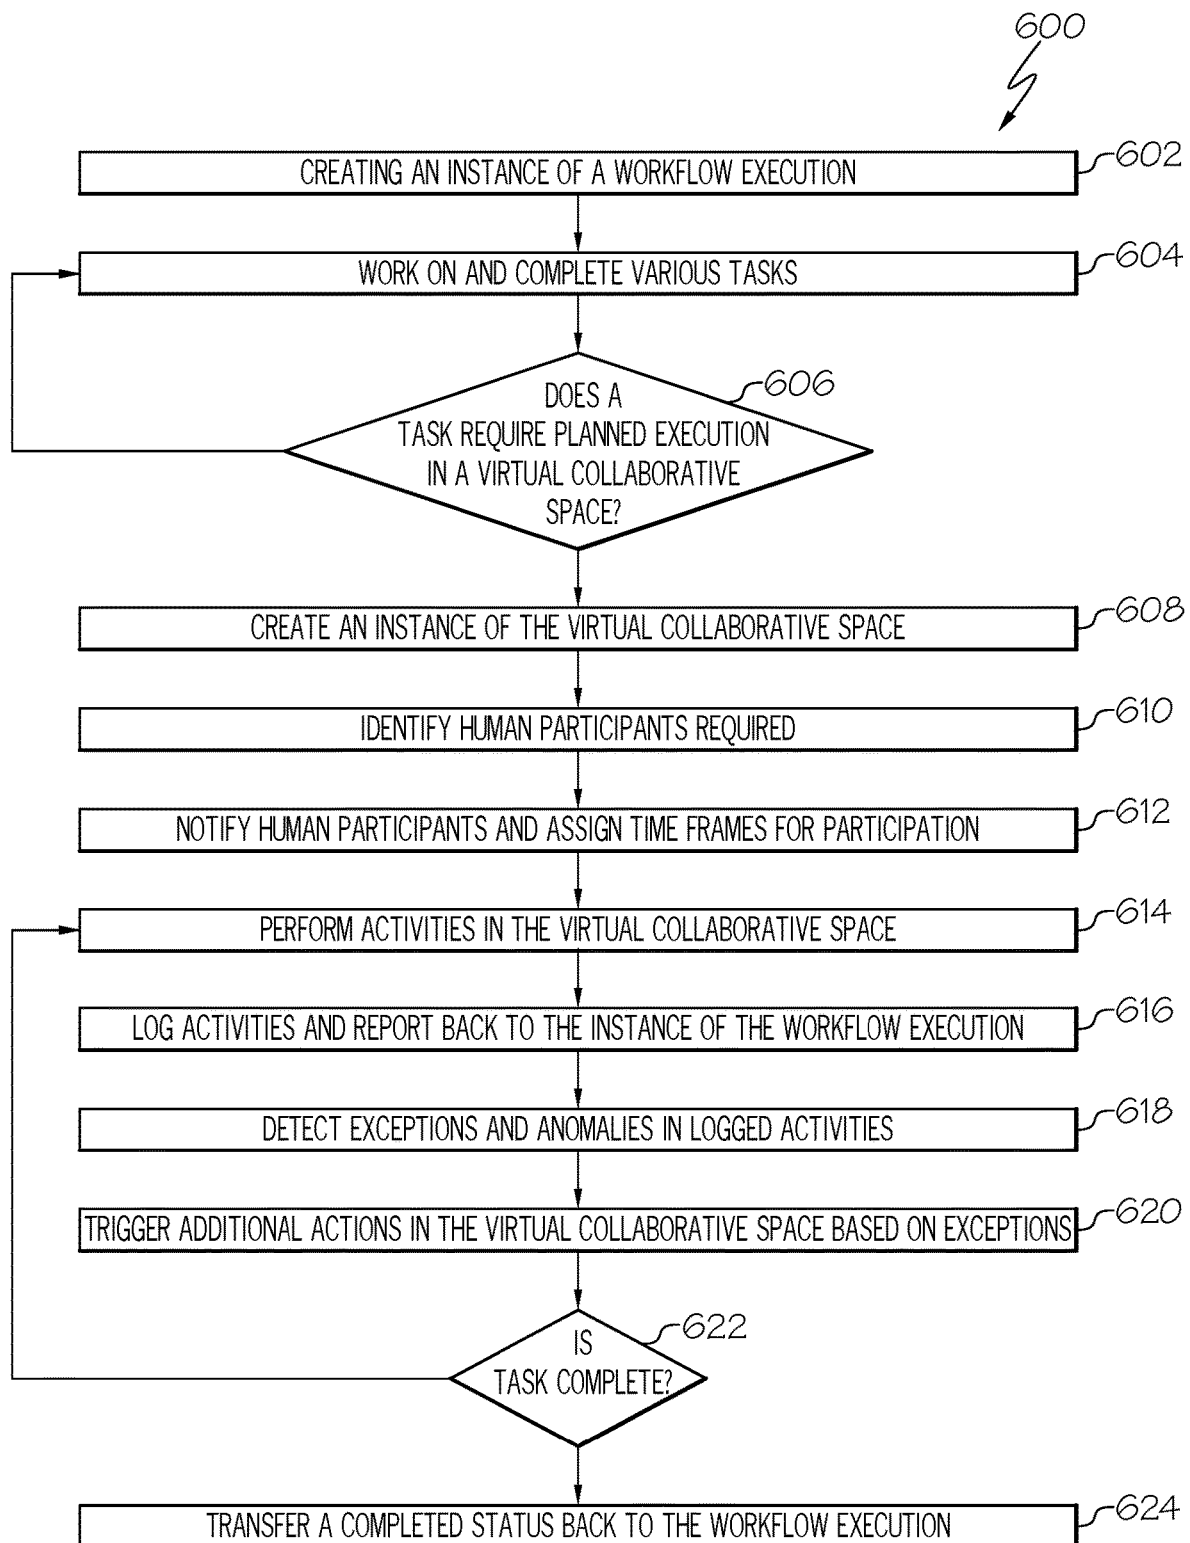 600
CREATING AN INSTANCE OF A WORKFLOW EXECUTION
602
WORK ON AND COMPLETE VARIOUS TASKS
604
606
DOES A
TASK REQUIRE PLANNED EXECUTION
IN A VIRTUAL COLLABORATIVE
SPACE?
CREATE AN INSTANCE OF THE VIRTUAL COLLABORATIVE SPACE
608
IDENTIFY HUMAN PARTICIPANTS REQUIRED
610
NOTIFY HUMAN PARTICIPANTS AND ASSIGN TIME FRAMES FOR PARTICIPATION
612
PERFORM ACTIVITIES IN THE VIRTUAL COLLABORATIVE SPACE
614
LOG ACTIVITIES AND REPORT BACK TO THE INSTANCE OF THE WORKFLOW EXECUTION
616
DETECT EXCEPTIONS AND ANOMALIES IN LOGGED ACTIVITIES
618
TRIGGER ADDITIONAL ACTIONS IN THE VIRTUAL COLLABORATIVE SPACE BASED ON EXCEPTIONS
620
622
IS
TASK COMPLETE?
TRANSFER A COMPLETED STATUS BACK TO THE WORKFLOW EXECUTION
624